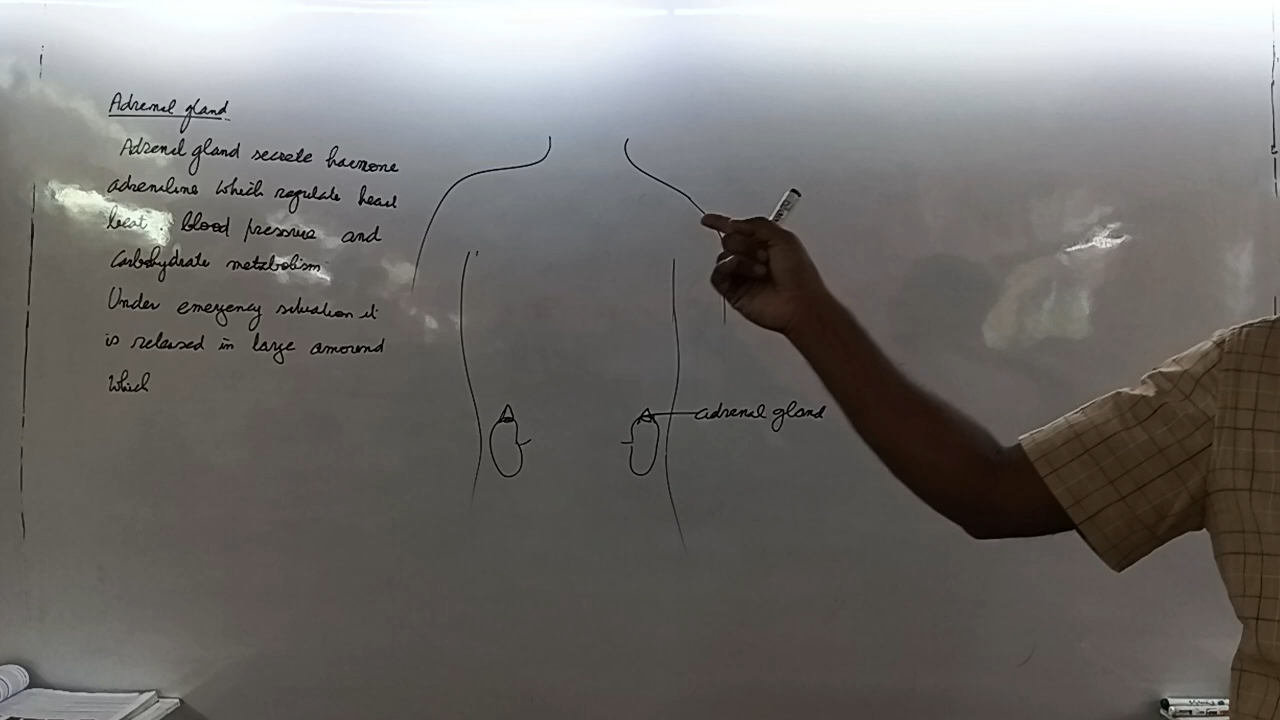 Adrenal gland
Adrenal gland secrete harmone
adrenaline which regulate heart
beat blood pressure and
Carbohydrate metabolism
Under emergency situation it
is released in large amound
Which
adrenal gland